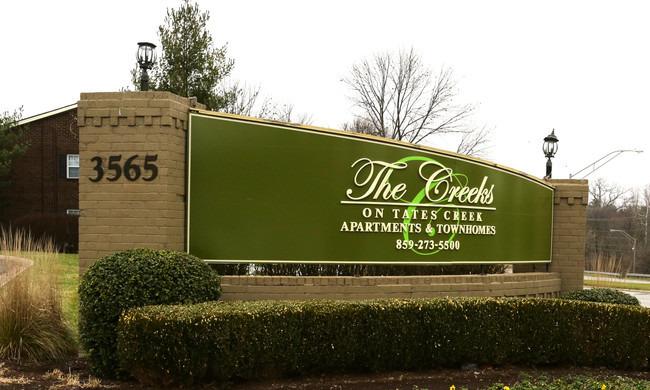 3565
The Creeks
ON TATES CREEK
APARTMENTS & TOWNHOMES
859-273-5500